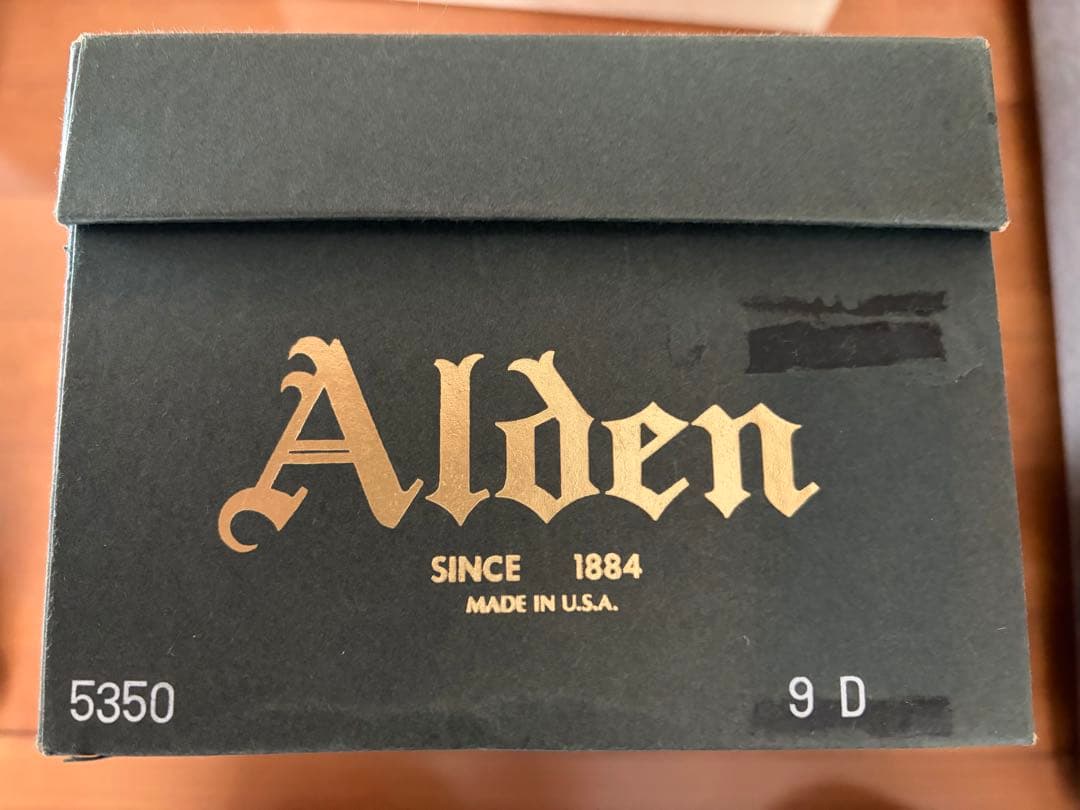 Alden
SINCE 1884
MADE IN U.S.A.
5350 9 D